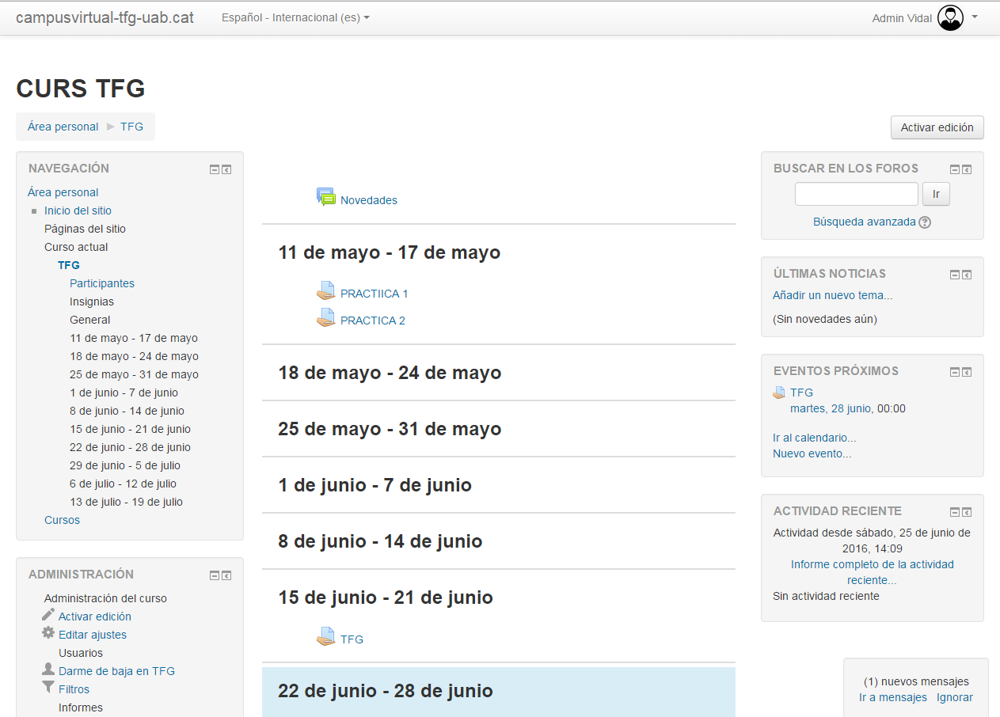 campusvirtual-tfg-uab.cat
Español - Internacional (es)
Admin Vidal
CURS TFG
Área personal ► TFG
Activar edición
NAVEGACIÓN
Área personal
Inicio del sitio
Páginas del sitio
Curso actual
TFG
Participantes
Insignias
General
11 de mayo - 17 de mayo
18 de mayo - 24 de mayo
25 de mayo - 31 de mayo
1 de junio - 7 de junio
8 de junio - 14 de junio
15 de junio - 21 de junio
22 de junio - 28 de junio
29 de junio - 5 de julio
6 de julio - 12 de julio
13 de julio - 19 de julio
Cursos
ADMINISTRACIÓN
Administración del curso
Activar edición
Editar ajustes
Usuarios
Darme de baja en TFG
Filtros
Informes
Novedades
11 de mayo - 17 de mayo
PRACTIICA 1
PRACTICA 2
18 de mayo - 24 de mayo
25 de mayo - 31 de mayo
1 de junio - 7 de junio
8 de junio - 14 de junio
15 de junio - 21 de junio
TFG
22 de junio - 28 de junio
BUSCAR EN LOS FOROS
Ir
Búsqueda avanzada ?
ÚLTIMAS NOTICIAS
Añadir un nuevo tema...
(Sin novedades aún)
EVENTOS PRÓXIMOS
TFG
martes, 28 junio, 00:00
Ir al calendario...
Nuevo evento...
ACTIVIDAD RECIENTE
Actividad desde sábado, 25 de junio de
2016, 14:09
Informe completo de la actividad
reciente...
Sin actividad reciente
(1) nuevos mensajes
Ir a mensajes Ignorar